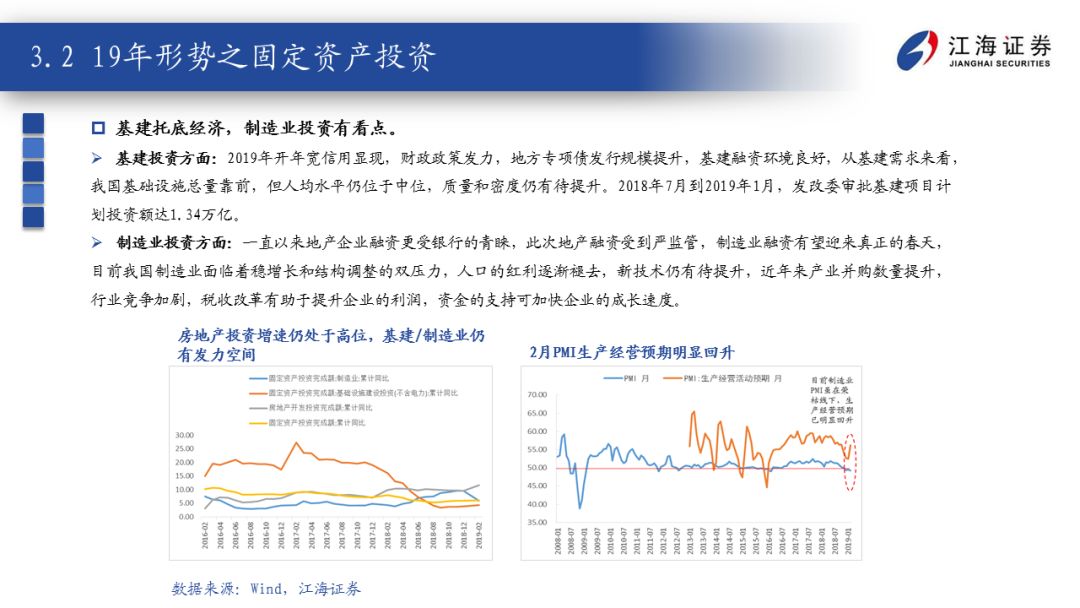 3.2 19年形势之固定资产投资
江海证券
JIANGHAI SECURITIES
基建托底经济，制造业投资有看点。
基建投资方面：2019年开年宽信用显现，财政政策发力，地方专项债发行规模提升，基建融资环境良好，从基建需求来看，
我国基础设施总量靠前，但人均水平仍位于中位，质量和密度仍有待提升。2018年7月到2019年1月，发改委审批基建项目计
划投资额达1.34万亿。
制造业投资方面：一直以来地产企业融资更受银行的青睐，此次地产融资受到严监管，制造业融资有望迎来真正的春天，
目前我国制造业面临着稳增长和结构调整的双压力，人口的红利逐渐褪去，新技术仍有待提升，近年来产业并购数量提升，
行业竞争加剧，税收改革有助于提升企业的利润，资金的支持可加快企业的成长速度。
房地产投资增速仍处于高位，基建/制造业仍
有发力空间
固定资产投资完成额:制造业:累计同比
固定资产投资完成额:基础设施建设投资(不含电力):累计同比
房地产开发投资完成额:累计同比
固定资产投资完成额:累计同比
30.00
25.00
20.00
15.00
10.00
5.00
0.00
2016-02
2016-04
2016-06
2016-08
2016-10
2016-12
2017-02
2017-04
2017-06
2017-08
2017-10
2017-12
2018-02
2018-04
2018-06
2018-08
2018-10
2018-12
2019-02
2月PMI生产经营预期明显回升
PMI 月
PMI:生产经营活动预期 月
目前制造业
PMI虽在荣
枯线下，生
产经营预期
已明显回升
70.00
65.00
60.00
55.00
50.00
45.00
40.00
35.00
2008-01
2008-07
2009-01
2009-07
2010-01
2010-07
2011-01
2011-07
2012-01
2012-07
2013-01
2013-07
2014-01
2014-07
2015-01
2015-07
2016-01
2016-07
2017-01
2017-07
2018-01
2018-07
2019-01
数据来源：Wind，江海证券